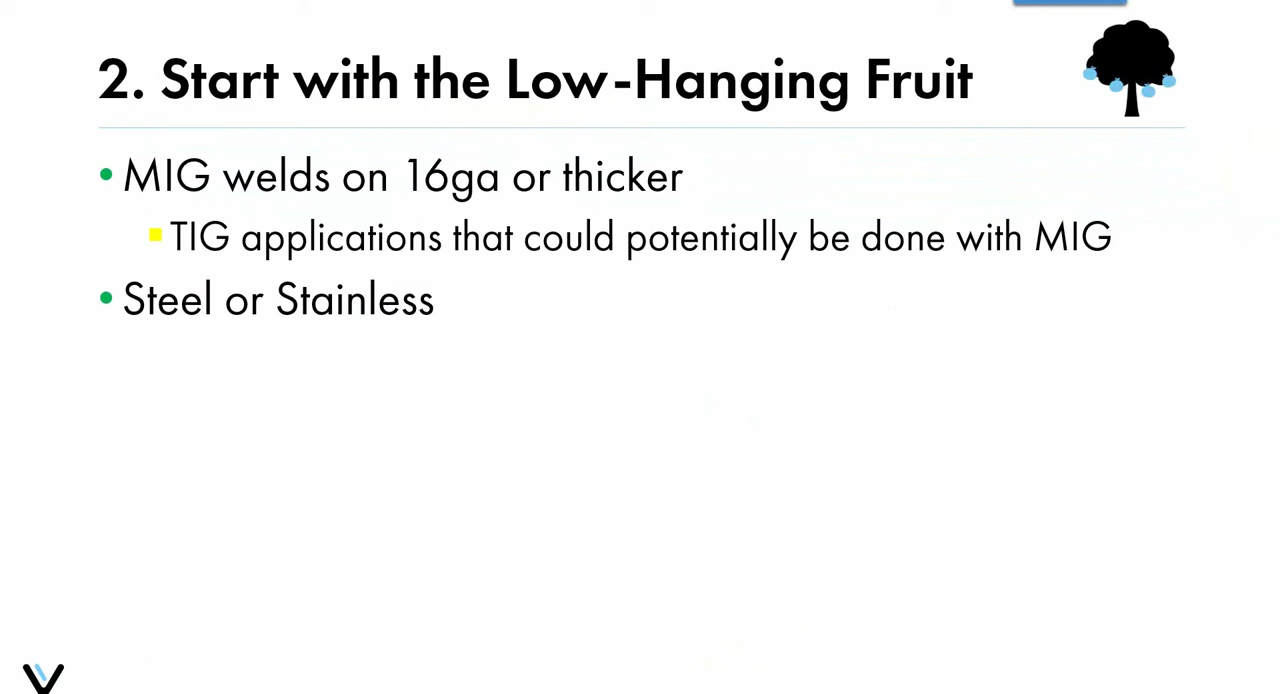 2. Start with the Low-Hanging Fruit
• MIG welds on 16ga or thicker
▪ TIG applications that could potentially be done with MIG
• Steel or Stainless